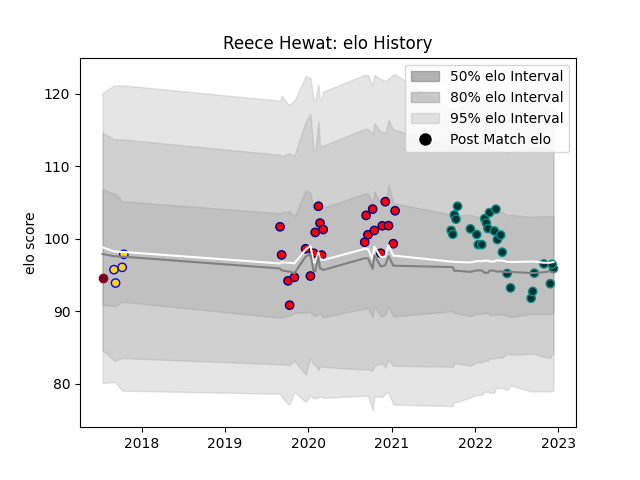 Reece Hewat: elo History
50% elo Interval
80% elo Interval
95% elo Interval
Post Match elo
elo score
120
110
100
90
80
2018 2019 2020 2021 2022 2023